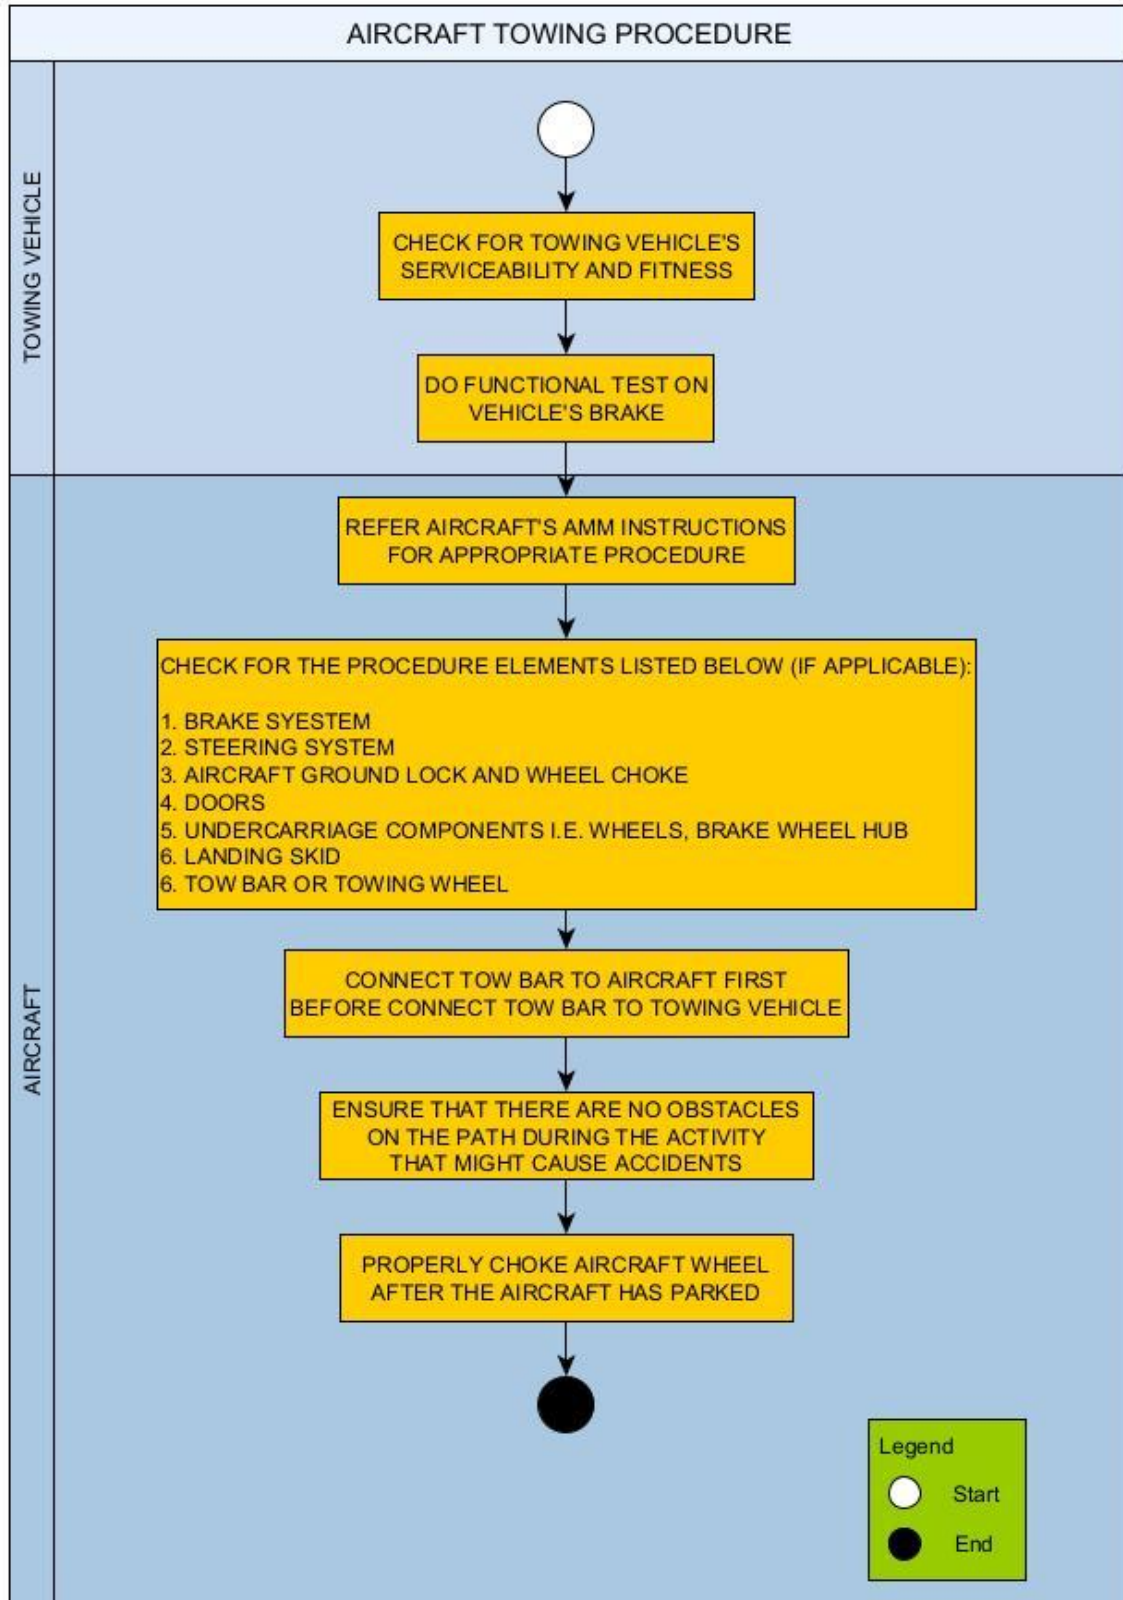 AIRCRAFT TOWING PROCEDURE
TOWING VEHICLE
CHECK FOR TOWING VEHICLE'S
SERVICEABILITY AND FITNESS
DO FUNCTIONAL TEST ON
VEHICLE'S BRAKE
AIRCRAFT
REFER AIRCRAFT'S AMM INSTRUCTIONS
FOR APPROPRIATE PROCEDURE
CHECK FOR THE PROCEDURE ELEMENTS LISTED BELOW (IF APPLICABLE):
1. BRAKE SYESTEM
2. STEERING SYSTEM
3. AIRCRAFT GROUND LOCK AND WHEEL CHOKE
4. DOORS
5. UNDERCARRIAGE COMPONENTS I.E. WHEELS, BRAKE WHEEL HUB
6. LANDING SKID
6. TOW BAR OR TOWING WHEEL
CONNECT TOW BAR TO AIRCRAFT FIRST
BEFORE CONNECT TOW BAR TO TOWING VEHICLE
ENSURE THAT THERE ARE NO OBSTACLES
ON THE PATH DURING THE ACTIVITY
THAT MIGHT CAUSE ACCIDENTS
PROPERLY CHOKE AIRCRAFT WHEEL
AFTER THE AIRCRAFT HAS PARKED
Legend
Start
End